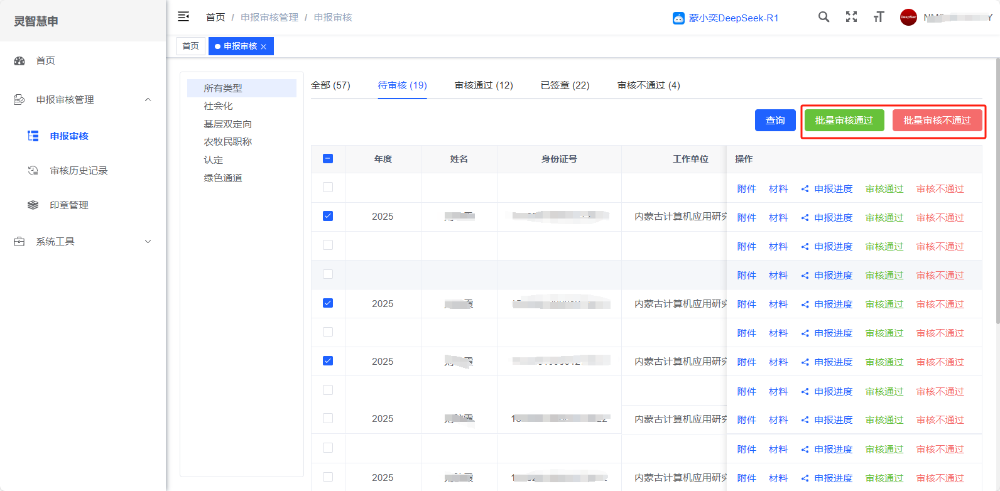 灵智慧申
首页 / 申报审核管理 / 申报审核
蒙小奕DeepSeek-R1
首页
申报审核 ×
首页
申报审核管理
申报审核
审核历史记录
印章管理
系统工具
所有类型
社会化
基层双定向
农牧民职称
认定
绿色通道
全部 (57) 待审核 (19) 审核通过 (12) 已签章 (22) 审核不通过 (4)
查询 批量审核通过 批量审核不通过
年度 姓名 身份证号 工作单位 操作
附件 材料 申报进度 审核通过 审核不通过
2025 内蒙古计算机应用研究 附件 材料 申报进度 审核通过 审核不通过
附件 材料 申报进度 审核通过 审核不通过
附件 材料 申报进度 审核通过 审核不通过
2025 霞 内蒙古计算机应用研究 附件 材料 申报进度 审核通过 审核不通过
附件 材料 申报进度 审核通过 审核不通过
2025 霞 内蒙古计算机应用研究 附件 材料 申报进度 审核通过 审核不通过
附件 材料 申报进度 审核通过 审核不通过
2025 霞 内蒙古计算机应用研究 附件 材料 申报进度 审核通过 审核不通过
附件 材料 申报进度 审核通过 审核不通过
2025 霞 内蒙古计算机应用研究 附件 材料 申报进度 审核通过 审核不通过